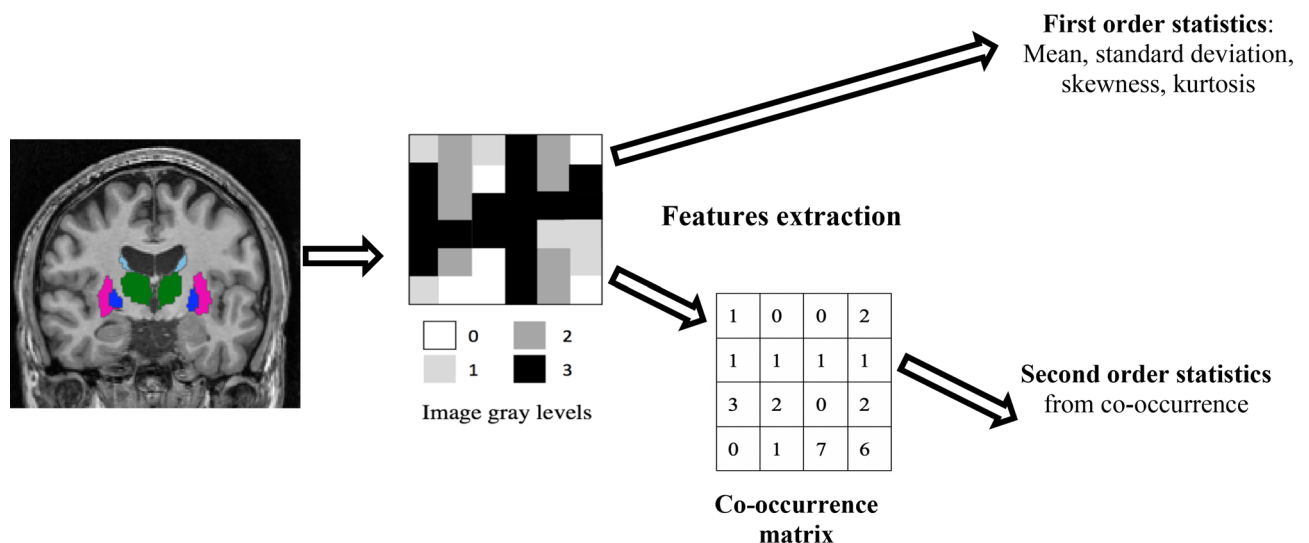 First order statistics:
Mean, standard deviation,
skewness, kurtosis
Features extraction
0 2
1 3
Image gray levels
1 0 0 2
1 1 1 1
3 2 0 2
0 1 7 6
Co-occurrence
matrix
Second order statistics
from co-occurrence